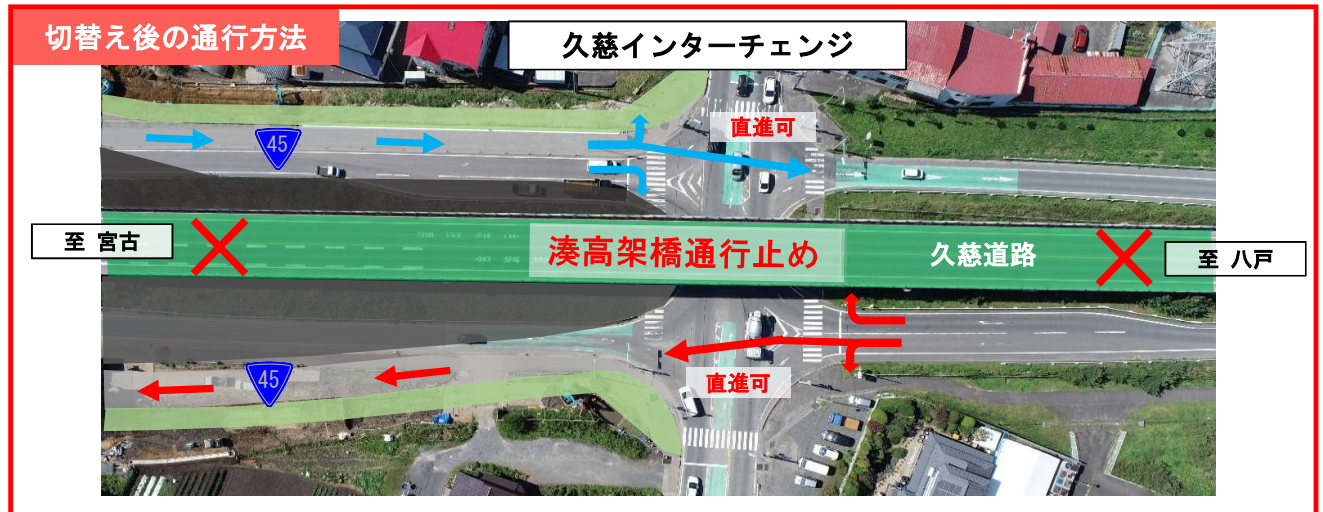 切替え後の通行方法
久慈インターチェンジ
直進可
45
至 宮古
湊高架橋通行止め
久慈道路
至 八戸
45
直進可